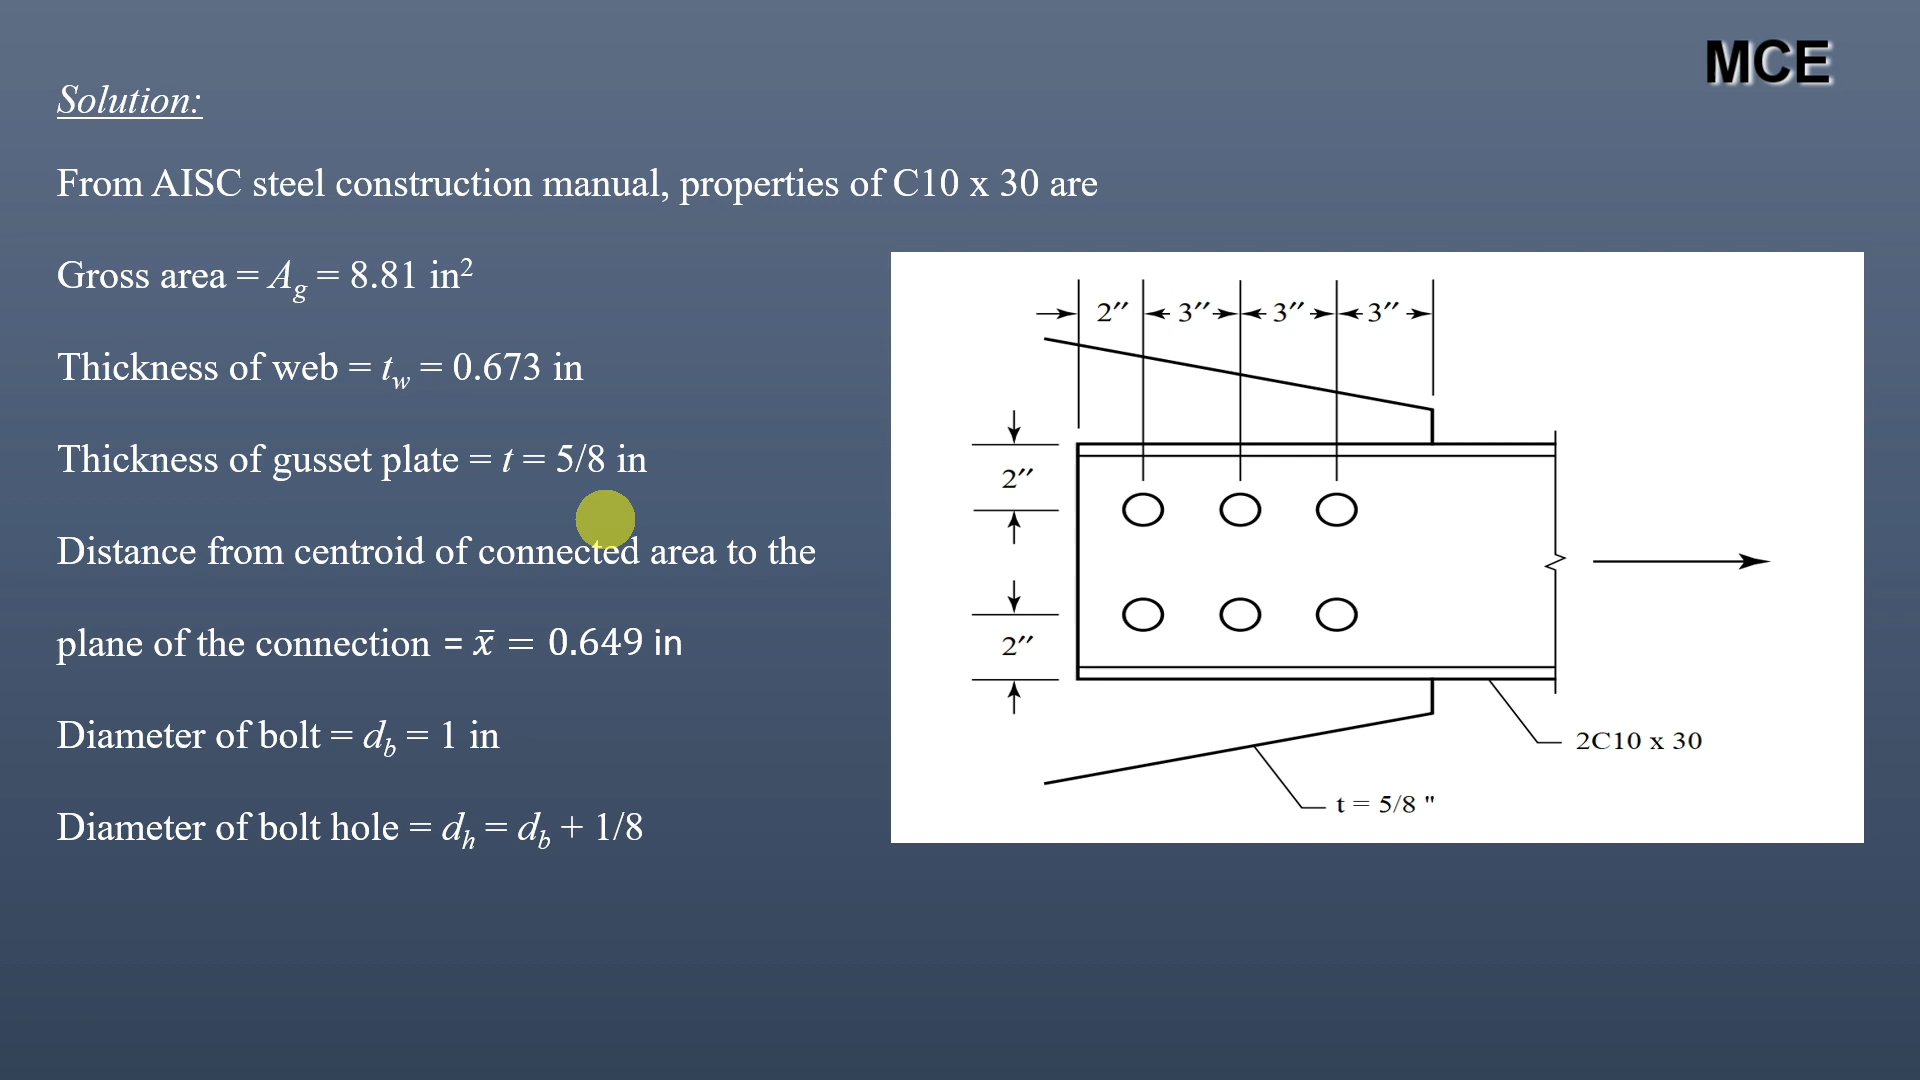 MCE
Solution:
From AISC steel construction manual, properties of C10 x 30 are
Gross area = A_g = 8.81 in²
Thickness of web = t_w = 0.673 in
Thickness of gusset plate = t = 5/8 in
Distance from centroid of connected area to the
plane of the connection = x̄ = 0.649 in
Diameter of bolt = d_b = 1 in
Diameter of bolt hole = d_h = d_b + 1/8
2″ 3″ 3″ 3″
2″
2″
2C10 x 30
t = 5/8 "